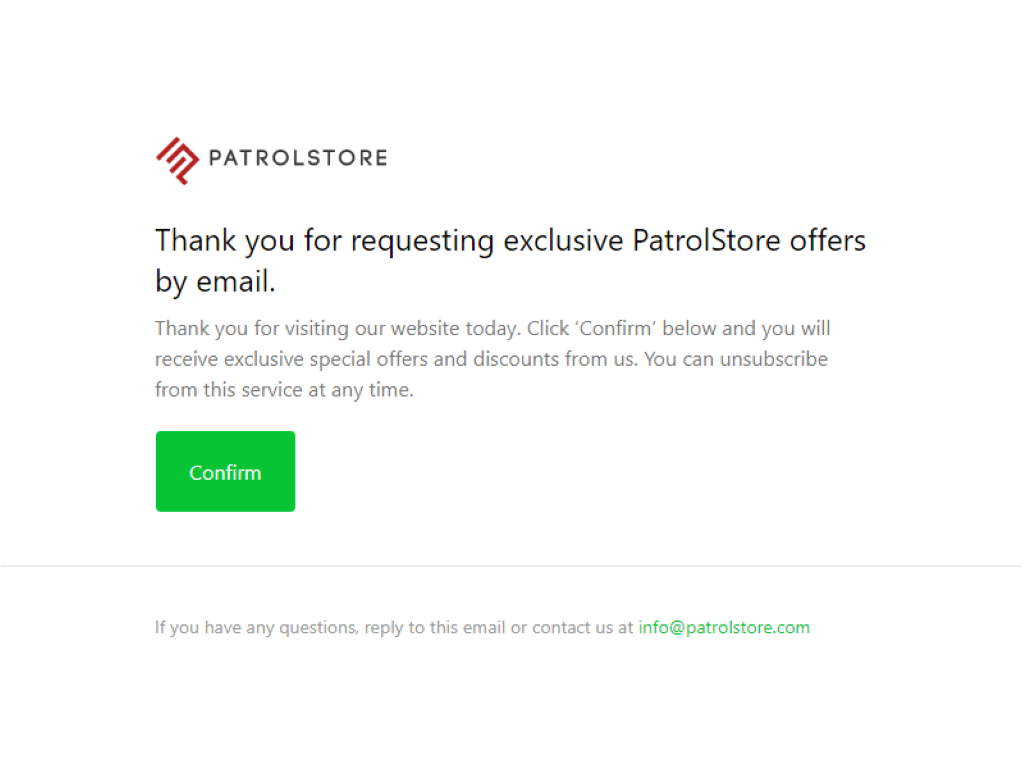 PATROLSTORE
Thank you for requesting exclusive PatrolStore offers
by email.
Thank you for visiting our website today. Click ‘Confirm’ below and you will
receive exclusive special offers and discounts from us. You can unsubscribe
from this service at any time.
Confirm
If you have any questions, reply to this email or contact us at info@patrolstore.com